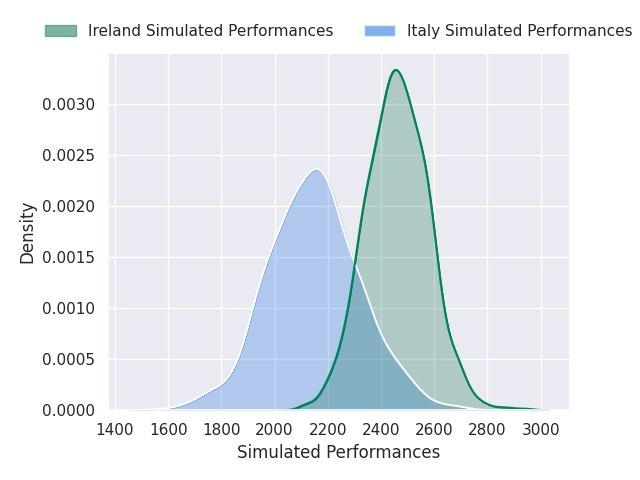 Ireland Simulated Performances Italy Simulated Performances
0.0030
0.0025
0.0020
0.0015
0.0010
0.0005
0.0000
Density
1400 1600 1800 2000 2200 2400 2600 2800 3000
Simulated Performances